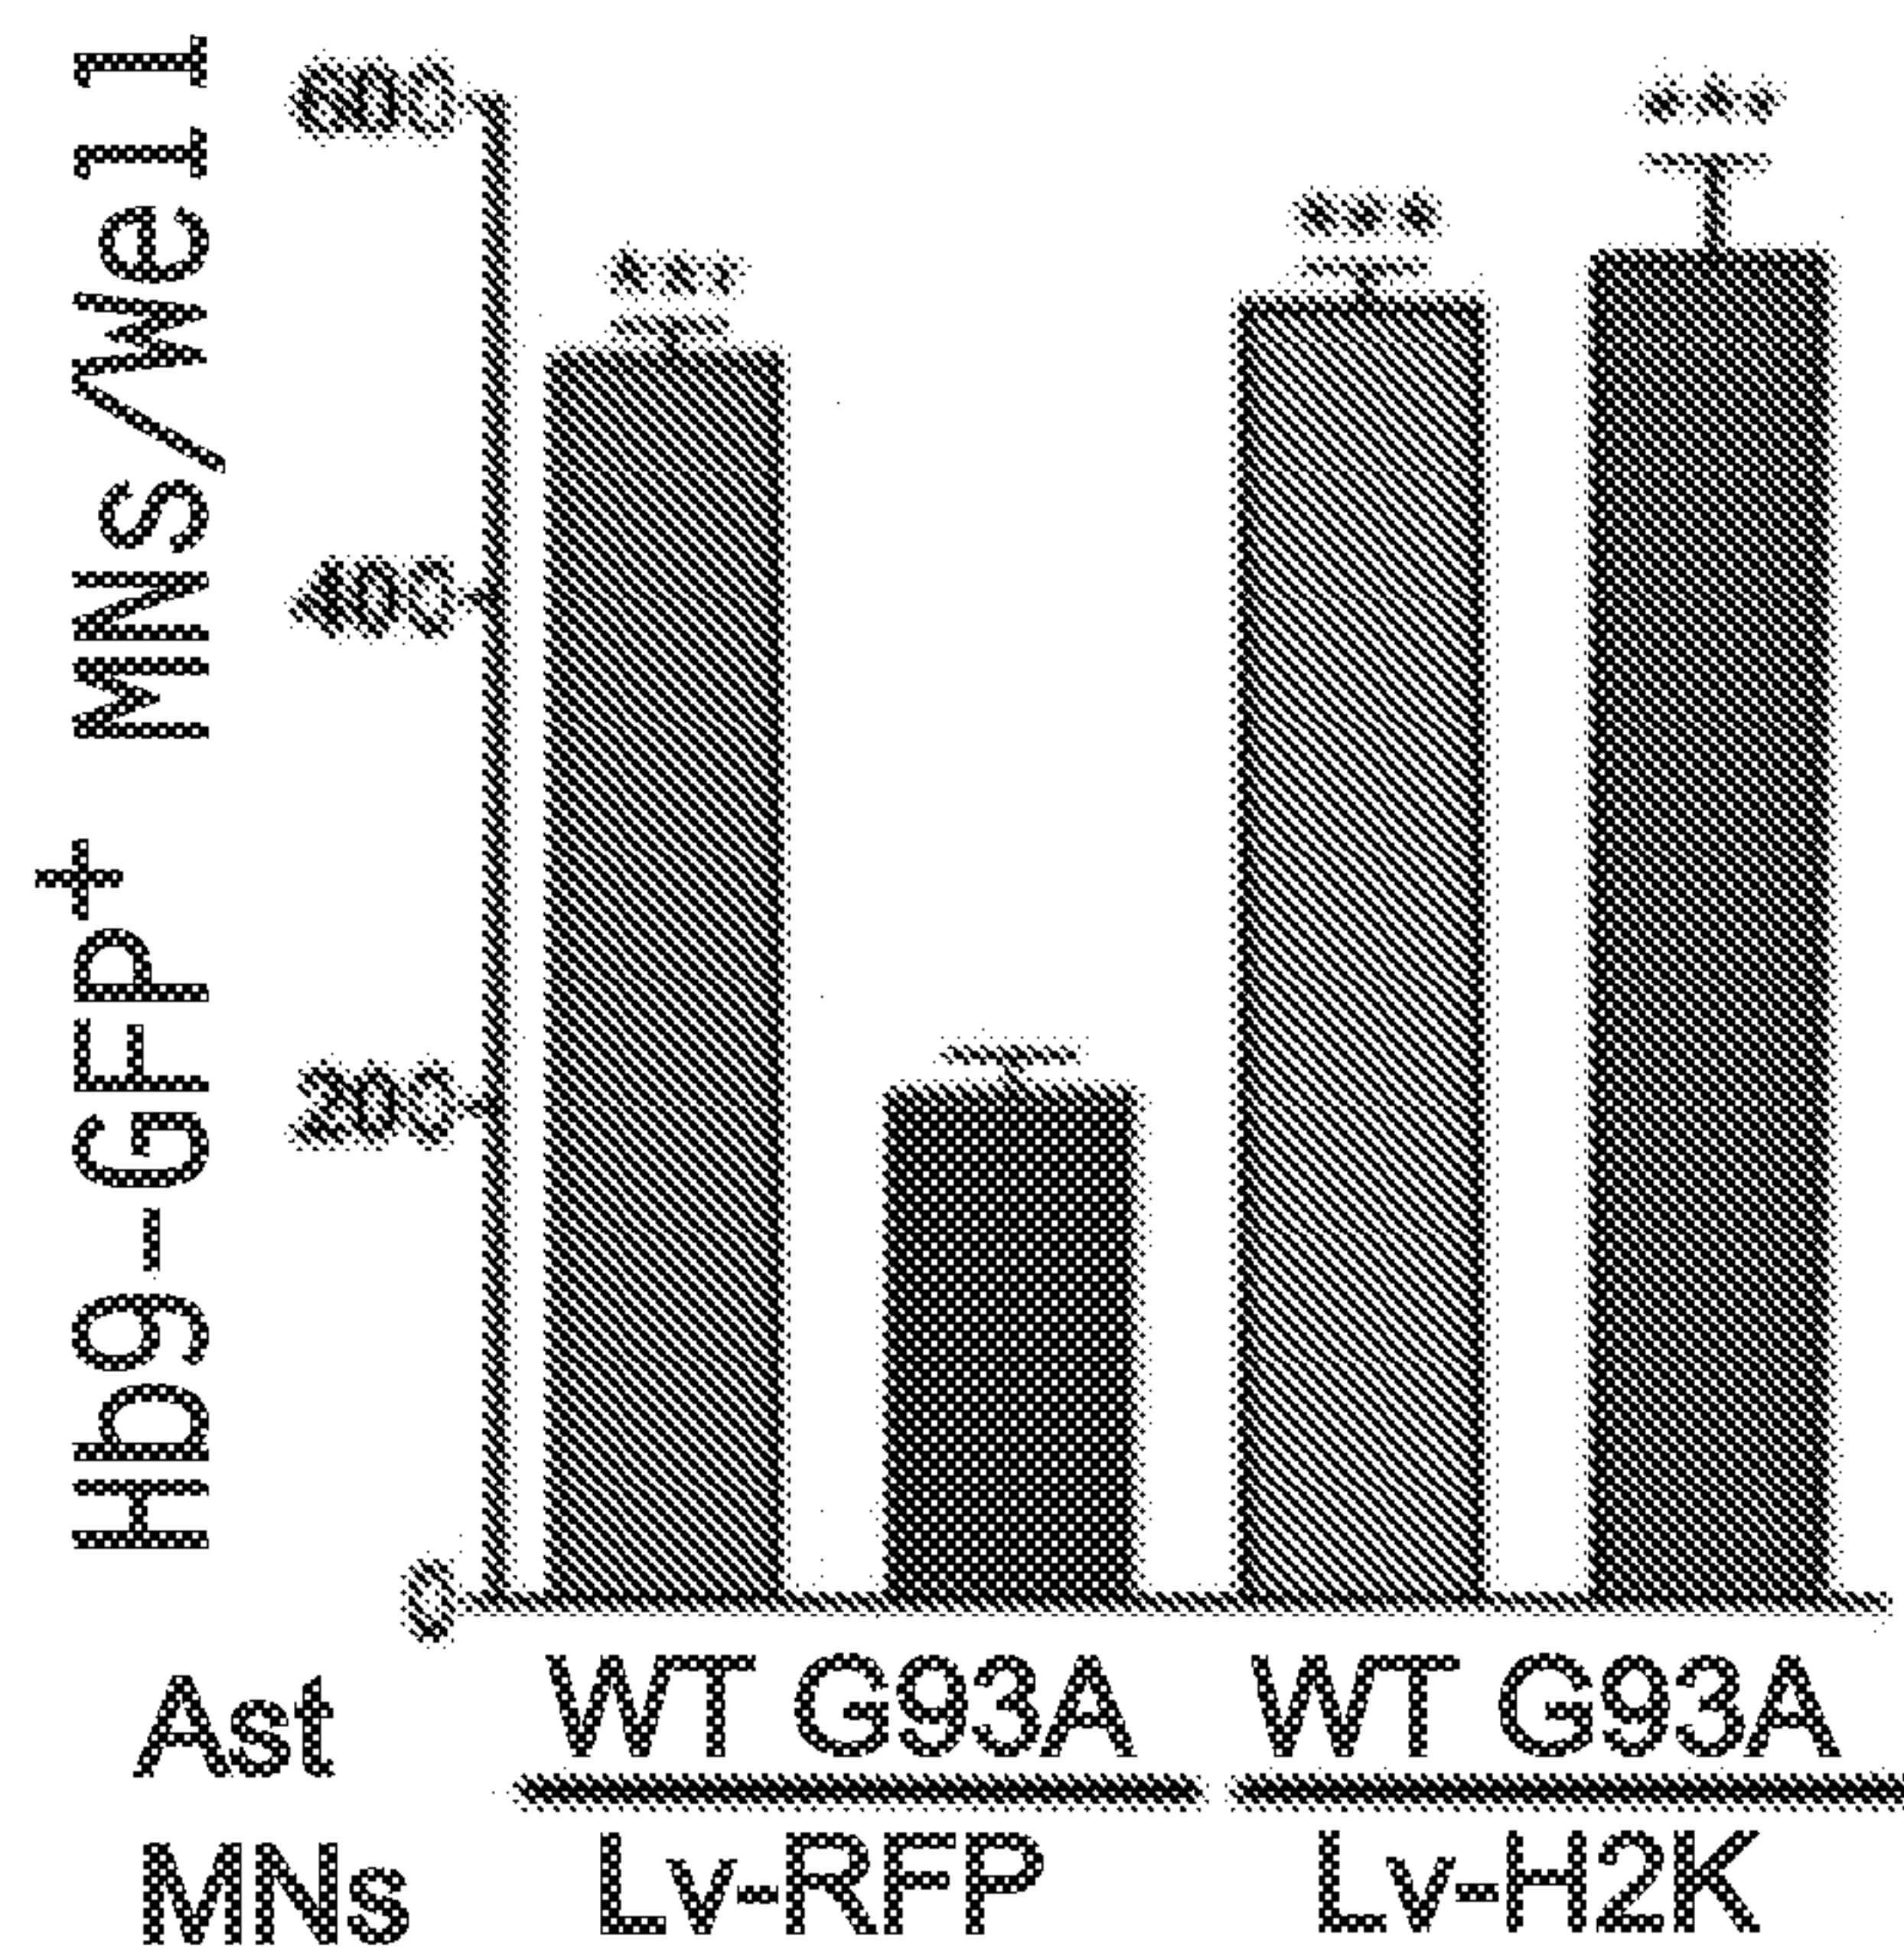 Hb9-GFP+ MNs/Well
600
400
200
0
***
***
***
***
Ast WT G93A WT G93A
MNs Lv-RFP Lv-H2K